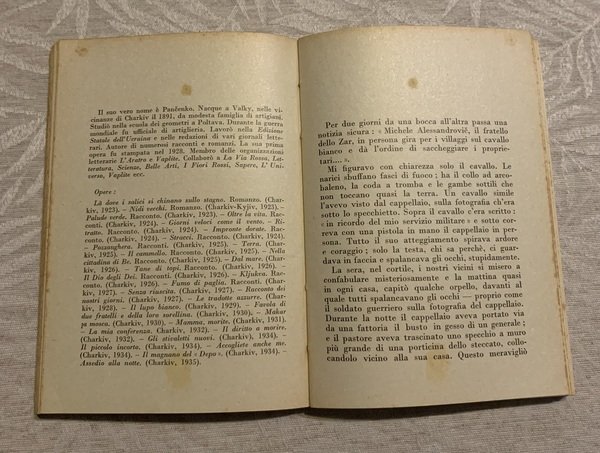 Il suo vero nome è Pančenko. Nacque a Valky, nelle vi-
cinanze di Charkiv il 1891, da modesta famiglia di artigiani.
Studiò nella scuola dei geometri a Poltava. Durante la guerra
mondiale fu ufficiale di artiglieria. Lavorò nella Edizione
Statale dell'Ucraina e nelle redazioni di vari giornali lette-
rari. Autore di numerosi racconti e romanzi. La sua prima
opera fu stampata nel 1928. Membro delle organizzazioni
letterarie L'Aratro e Vaplite. Collaborò a La Via Rossa, Let-
teratura, Scienza, Belle Arti, I Fiori Rossi, Sapere, L' Uni-
verso, Vaplite ecc.
Opere:
Là dove i salici si chinano sullo stagno. Romanzo. (Char-
kiv, 1923). – Nidi vecchi. Romanzo. (Charkiv-Kyjiv, 1923). –
Palude verde. Racconto. (Charkiv, 1923). – Oltre la vita. Rac-
conti. (Charkiv, 1924). – Giorni veloci come il vento. – Ri-
tratto. Racconto. (Charkiv, 1924). – Impronte dorate. Racconto.
(Charkiv, 1924). – Stracci. Racconti. (Charkiv, 1925). –
Passonghera. Racconti. (Charkiv, 1925). – Terra. (Charkiv,
1925). – Il cammello. Racconto. (Charkiv, 1925). – Nella
cittadina di Be. Racconto. (Charkiv, 1926). – Dal mare. (Char-
kiv, 1926). – Tane di topi. Racconti. (Charkiv, 1926). –
Il Dio degli Dei. Racconti. (Charkiv, 1926). – Kljukva. Rac-
conto. (Charkiv, 1926). – Fumo di paglia. Racconti. (Charkiv,
1927). – Senza riuscita. (Charkiv, 1927). – Racconto dei
nostri giorni. (Charkiv, 1927). – Le tradotte azzurre. (Char-
kiv, 1928). – Il lupo bianco. (Charkiv, 1929). – Favola di
due fratelli e della loro sorellina. (Charkiv, 1930). – Makar
la mosca. (Charkiv, 1930) – Mamma, morite. (Charkiv, 1931).
– La mia conferenza. (Charkiv, 1932). – Il diritto a morire.
(Charkiv, 1932). – Gli stivaletti nuovi. (Charkiv, 1934). –
Il piccolo incorta. (Charkiv, 1934). – Accogliete anche me.
(Charkiv, 1934). – Il magnano del « Depo ». (Charkiv, 1934). –
Assedio alla notte. (Charkiv, 1935)
Per due giorni da una bocca all'altra passa una
notizia sicura : « Michele Alessandrovič, il fratello
dello Zar, in persona gira per i villaggi sul cavallo
bianco e dà l'ordine di saccheggiare i proprie-
tari.... ».
Mi figuravo con chiarezza solo il cavallo. Le
narici sbuffano fasci di fuoco ; ha il collo ad arco-
baleno, la coda a tromba e le gambe sottili che
non toccano quasi la terra. Un cavallo simile
l'avevo visto dal cappellaio, sulla fotografia ch'era
sotto lo specchietto. Sopra il cavallo c'era scritto :
« in ricordo del mio servizio militare » e sotto cor-
reva con una pistola in mano il cappellaio in per-
sone. Tutto il suo atteggiamento spirava ardore
e coraggio ; solo la testa, chi sa perchè, ci guar-
dava in faccia e spalancava gli occhi, stupidamente.
La sera, nel cortile, i nostri vicini si misero a
confabulare misteriosamente e la mattina quasi
in ogni casa, capitò qualche orpello, davanti al
quale tutti spalancavano gli occhi — proprio come
il soldato guerriero sulla fotografia del cappellaio.
Durante la notte il cappellaio aveva portato via
da una fattoria il busto in gesso di un generale ;
e il pastore aveva trascinato uno specchio a muro
più grande di una porticina dello steccato, collo-
candolo vicino alla sua casa. Questo meravigliò